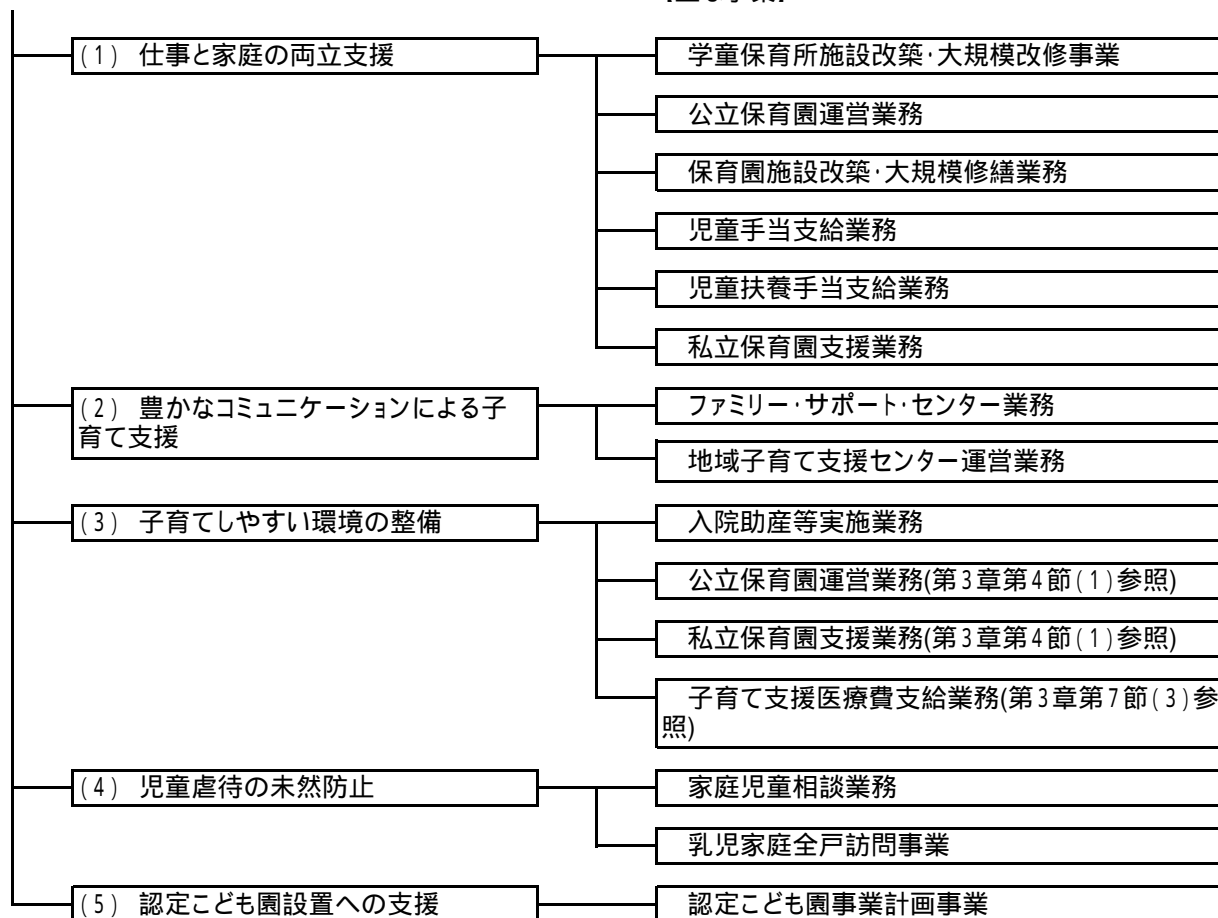 (1) 仕事と家庭の両立支援
学童保育所施設改築・大規模改修事業
公立保育園運営業務
保育園施設改築・大規模修繕業務
児童手当支給業務
児童扶養手当支給業務
私立保育園支援業務
(2) 豊かなコミュニケーションによる子
育て支援
ファミリー・サポート・センター業務
地域子育て支援センター運営業務
(3) 子育てしやすい環境の整備
入院助産等実施業務
公立保育園運営業務(第3章第4節(1)参照)
私立保育園支援業務(第3章第4節(1)参照)
子育て支援医療費支給業務(第3章第7節(3)参
照)
(4) 児童虐待の未然防止
家庭児童相談業務
乳児家庭全戸訪問事業
(5) 認定こども園設置への支援
認定こども園事業計画事業